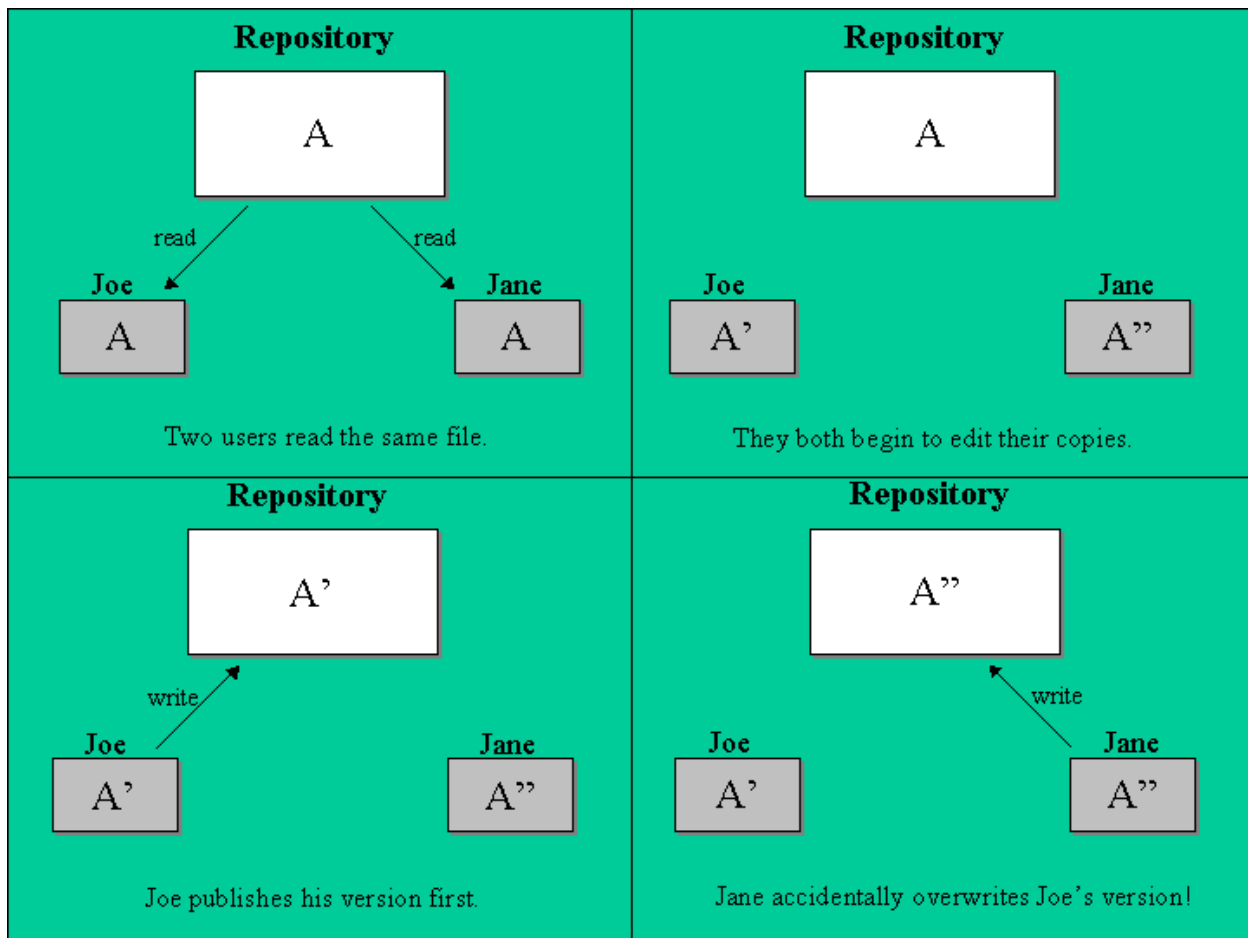 Repository
A
read
read
Joe
Jane
A
A
Two users read the same file.
Repository
A
Joe
Jane
A’
A”
They both begin to edit their copies.
Repository
A’
write
Joe
Jane
A’
A”
Joe publishes his version first.
Repository
A”
write
Joe
Jane
A’
A”
Jane accidentally overwrites Joe’s version!